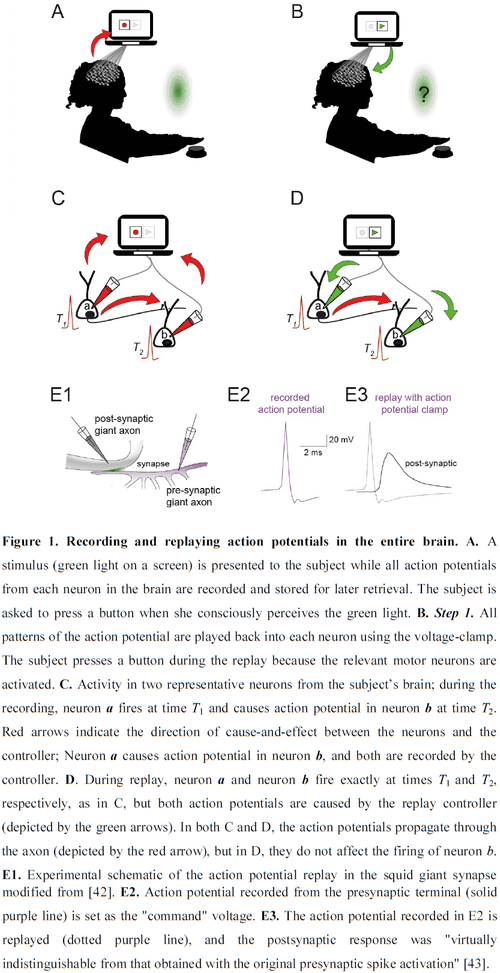 A
B
?
C
D
a
T1
b
T2
a
T1
b
T2
E1
post-synaptic
giant axon
synapse
pre-synaptic
giant axon
E2
recorded
action potential
20 mV
2 ms
E3
replay with action
potential clamp
post-synaptic
Figure 1. Recording and replaying action potentials in the entire brain. A. A
stimulus (green light on a screen) is presented to the subject while all action potentials
from each neuron in the brain are recorded and stored for later retrieval. The subject is
asked to press a button when she consciously perceives the green light. B. Step 1. All
patterns of the action potential are played back into each neuron using the voltage-clamp.
The subject presses a button during the replay because the relevant motor neurons are
activated. C. Activity in two representative neurons from the subject's brain; during the
recording, neuron a fires at time T1 and causes action potential in neuron b at time T2.
Red arrows indicate the direction of cause-and-effect between the neurons and the
controller; Neuron a causes action potential in neuron b, and both are recorded by the
controller. D. During replay, neuron a and neuron b fire exactly at times T1 and T2,
respectively, as in C, but both action potentials are caused by the replay controller
(depicted by the green arrows). In both C and D, the action potentials propagate through
the axon (depicted by the red arrow), but in D, they do not affect the firing of neuron b.
E1. Experimental schematic of the action potential replay in the squid giant synapse
modified from [42]. E2. Action potential recorded from the presynaptic terminal (solid
purple line) is set as the "command" voltage. E3. The action potential recorded in E2 is
replayed (dotted purple line), and the postsynaptic response was "virtually
indistinguishable from that obtained with the original presynaptic spike activation" [43].